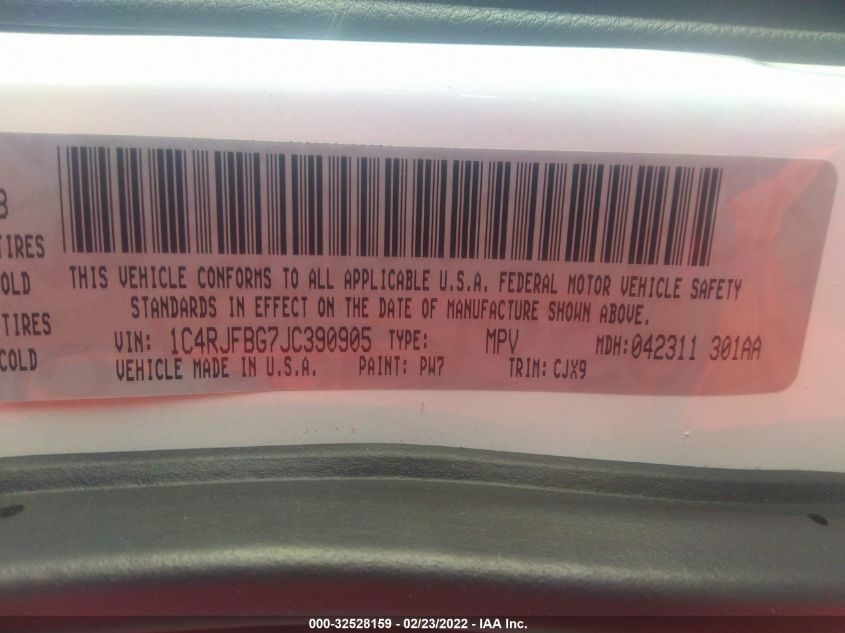 3
TIRES
OLD
TIRES
COLD
THIS VEHICLE CONFORMS TO ALL APPLICABLE U.S.A. FEDERAL MOTOR VEHICLE SAFETY
STANDARDS IN EFFECT ON THE DATE OF MANUFACTURE SHOWN ABOVE.
VIN: 1C4RJFBG7JC390905 TYPE: MPV MDH:042311 301AA
VEHICLE MADE IN U.S.A. PAINT: PW7 TRIM:CJX9
000-32528159 - 02/23/2022 - IAA Inc.